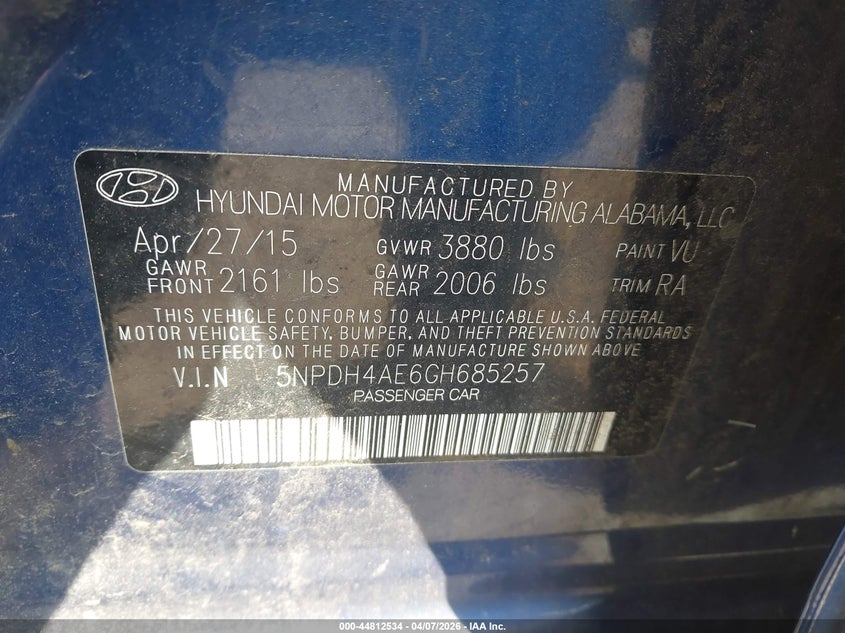 MANUFACTURED BY
HYUNDAI MOTOR MANUFACTURING ALABAMA, LLC
Apr/27/15 GVWR 3880 lbs PAINT VU
GAWR FRONT 2161 lbs GAWR REAR 2006 lbs TRIM RA
THIS VEHICLE CONFORMS TO ALL APPLICABLE U.S.A. FEDERAL
MOTOR VEHICLE SAFETY, BUMPER, AND THEFT PREVENTION STANDARDS
IN EFFECT ON THE DATE OF MANUFACTURE SHOWN ABOVE
V.I.N 5NPDH4AE6GH685257
PASSENGER CAR
000-44812534 - 04/07/2026 - IAA Inc.